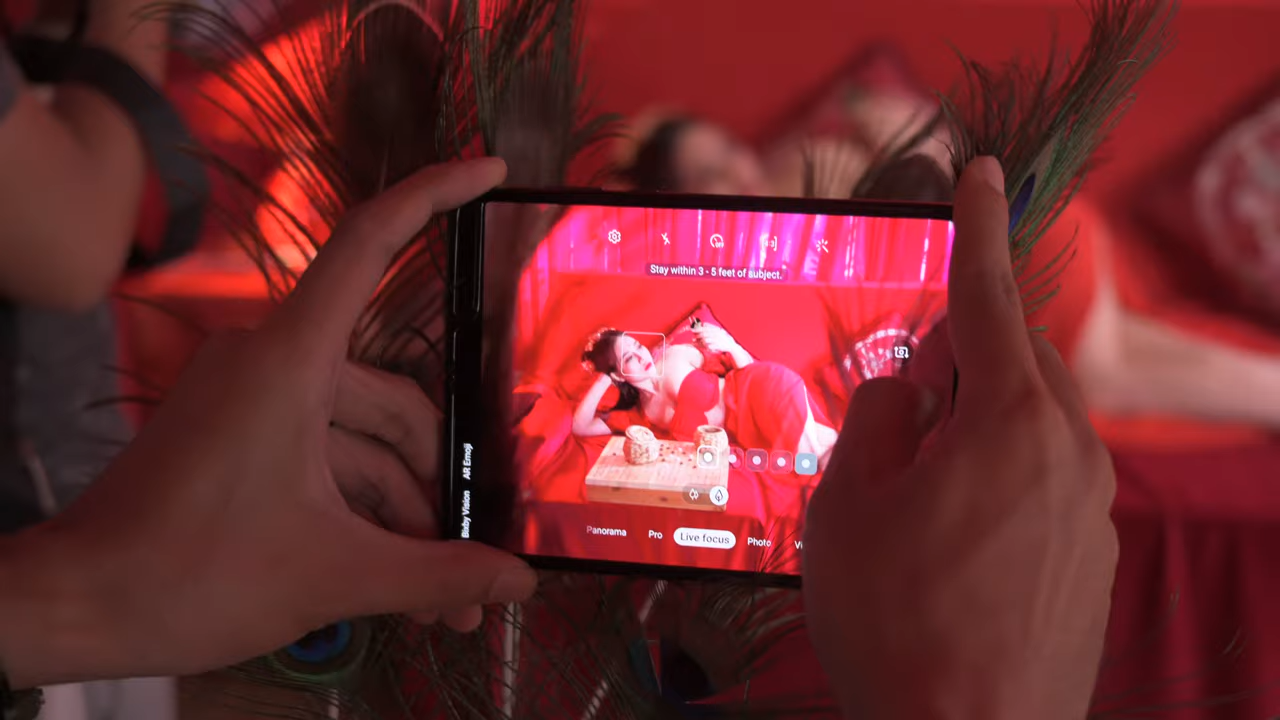 Stay within 3 - 5 feet of subject.
Bixby Vision AR Emoji
Panorama Pro Live focus Photo